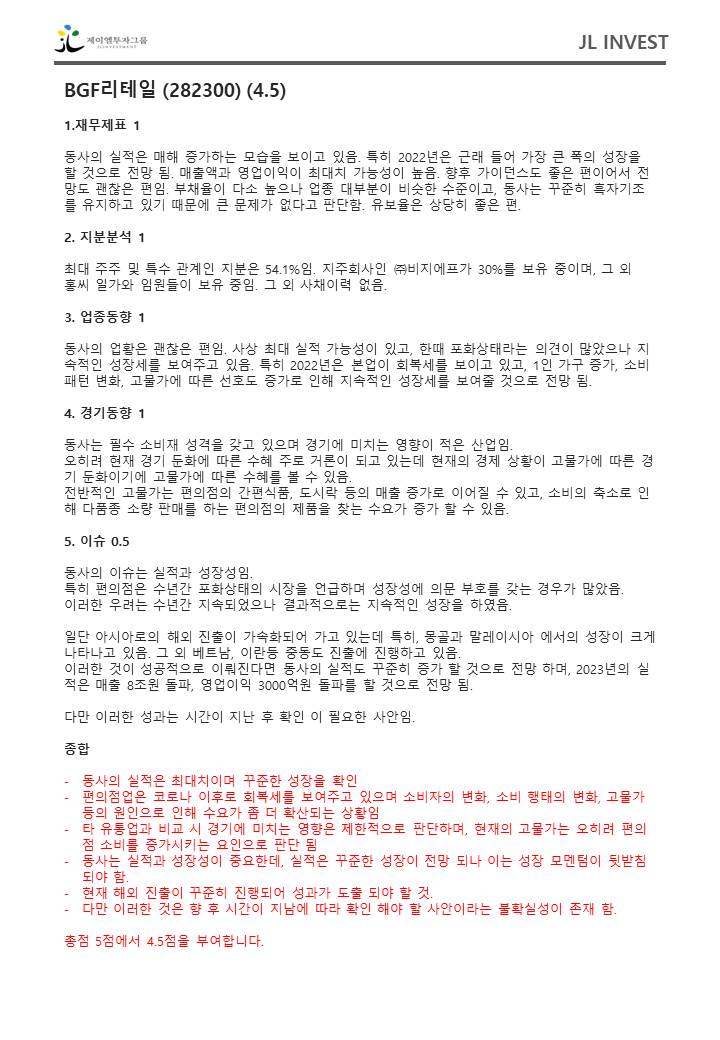 제이엘투자그룹
JLINVESTMENT
JL INVEST
BGF리테일 (282300) (4.5)
1.재무제표 1
동사의 실적은 매해 증가하는 모습을 보이고 있음. 특히 2022년은 근래 들어 가장 큰 폭의 성장을
할 것으로 전망 됨. 매출액과 영업이익이 최대치 가능성이 높음. 향후 가이던스도 좋은 편이어서 전
망도 괜찮은 편임. 부채율이 다소 높으나 업종 대부분이 비슷한 수준이고, 동사는 꾸준히 흑자기조
를 유지하고 있기 때문에 큰 문제가 없다고 판단함. 유보율은 상당히 좋은 편.
2. 지분분석 1
최대 주주 및 특수 관계인 지분은 54.1%임. 지주회사인 ㈜비지에프가 30%를 보유 중이며, 그 외
홍씨 일가와 임원들이 보유 중임. 그 외 사채이력 없음.
3. 업종동향 1
동사의 업황은 괜찮은 편임. 사상 최대 실적 가능성이 있고, 한때 포화상태라는 의견이 많았으나 지
속적인 성장세를 보여주고 있음. 특히 2022년은 본업이 회복세를 보이고 있고, 1인 가구 증가, 소비
패턴 변화, 고물가에 따른 선호도 증가로 인해 지속적인 성장세를 보여줄 것으로 전망 됨.
4. 경기동향 1
동사는 필수 소비재 성격을 갖고 있으며 경기에 미치는 영향이 적은 산업임.
오히려 현재 경기 둔화에 따른 수혜 주로 거론이 되고 있는데 현재의 경제 상황이 고물가에 따른 경
기 둔화이기에 고물가에 따른 수혜를 볼 수 있음.
전반적인 고물가는 편의점의 간편식품, 도시락 등의 매출 증가로 이어질 수 있고, 소비의 축소로 인
해 다품종 소량 판매를 하는 편의점의 제품을 찾는 수요가 증가 할 수 있음.
5. 이슈 0.5
동사의 이슈는 실적과 성장성임.
특히 편의점은 수년간 포화상태의 시장을 언급하며 성장성에 의문 부호를 갖는 경우가 많았음.
이러한 우려는 수년간 지속되었으나 결과적으로는 지속적인 성장을 하였음.
일단 아시아로의 해외 진출이 가속화되어 가고 있는데 특히, 몽골과 말레이시아 에서의 성장이 크게
나타나고 있음. 그 외 베트남, 이란등 중동도 진출에 진행하고 있음.
이러한 것이 성공적으로 이뤄진다면 동사의 실적도 꾸준히 증가 할 것으로 전망 하며, 2023년의 실
적은 매출 8조원 돌파, 영업이익 3000억원 돌파를 할 것으로 전망 됨.
다만 이러한 성과는 시간이 지난 후 확인 이 필요한 사안임.
종합
- 동사의 실적은 최대치이며 꾸준한 성장을 확인
- 편의점업은 코로나 이후로 회복세를 보여주고 있으며 소비자의 변화, 소비 행태의 변화, 고물가
등의 원인으로 인해 수요가 좀 더 확산되는 상황임
- 타 유통업과 비교 시 경기에 미치는 영향은 제한적으로 판단하며, 현재의 고물가는 오히려 편의
점 소비를 증가시키는 요인으로 판단 됨
- 동사는 실적과 성장성이 중요한데, 실적은 꾸준한 성장이 전망 되나 이는 성장 모멘텀이 뒷받침
되야 함.
- 현재 해외 진출이 꾸준히 진행되어 성과가 도출 되야 할 것.
- 다만 이러한 것은 향 후 시간이 지남에 따라 확인 해야 할 사안이라는 불확실성이 존재 함.
총점 5점에서 4.5점을 부여합니다.